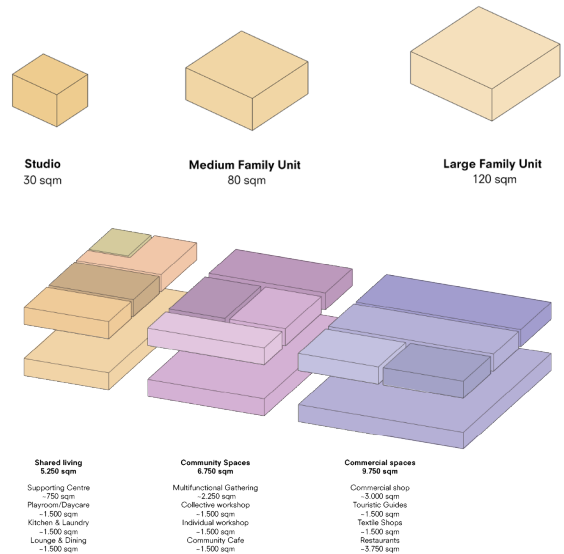 Studio
30 sqm
Medium Family Unit
80 sqm
Large Family Unit
120 sqm
Shared living
5.250 sqm
Supporting Centre
~750 sqm
Playroom/Daycare
~1.500 sqm
Kitchen & Laundry
~1.500 sqm
Lounge & Dining
~1.500 sqm
Community Spaces
6.750 sqm
Multifunctional Gathering
~2.250 sqm
Collective workshop
~1.500 sqm
Individual workshop
~1.500 sqm
Community Cafe
~1.500 sqm
Commercial spaces
9.750 sqm
Commercial shop
~3.000 sqm
Touristic Guides
~1.500 sqm
Textile Shops
~1.500 sqm
Restaurants
~3.750 sqm